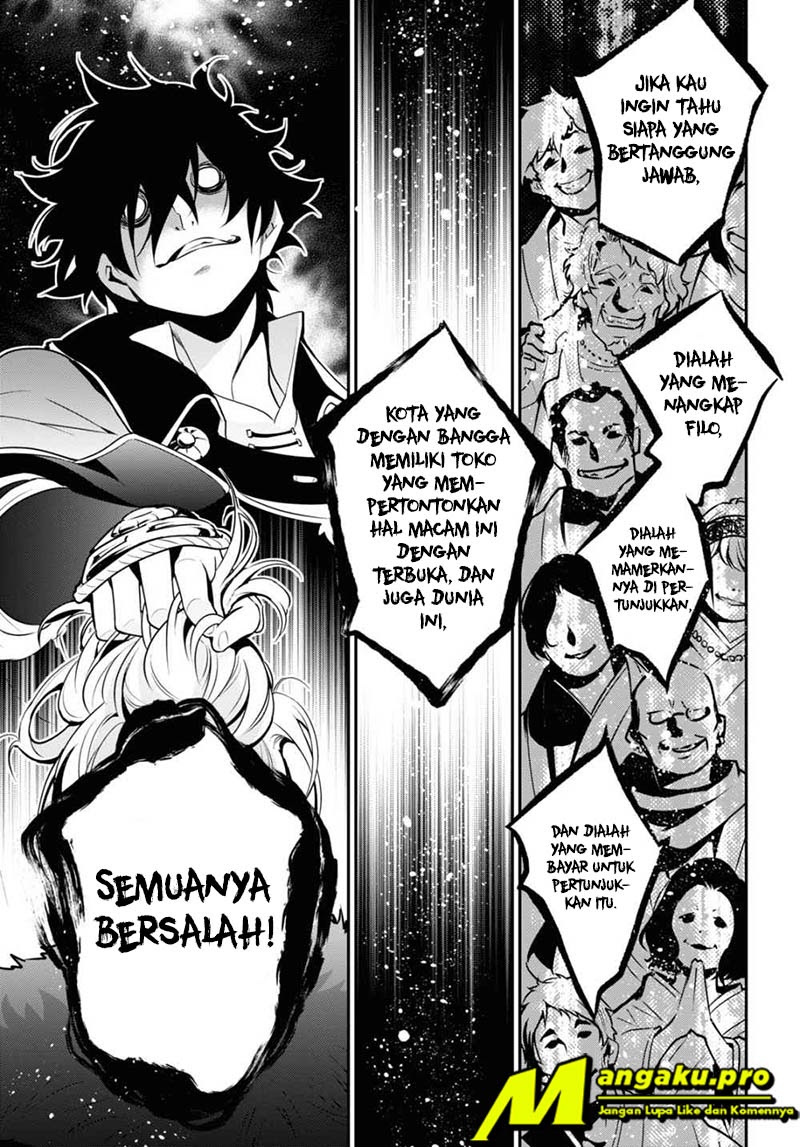 JIKA KAU
INGIN TAHU
SIAPA YANG
BERTANGGUNG
JAWAB,
DIALAH
YANG ME-
NANGKAP
FILO,
DIALAH
YANG ME-
MAMERKAN-
NYA DI PER-
TUNJUKKAN,
DAN DIALAH
YANG MEM-
BAYAR UNTUK
PERTUNJUK-
KAN ITU.
KOTA YANG
DENGAN BANGGA
MEMILIKI TOKO
YANG MEM-
PERTONTONKAN
HAL MACAM INI
DENGAN
TERBUKA, DAN
JUGA DUNIA
INI,
SEMUANYA
BERSALAH!
Mangaku.pro
Jangan Lupa Like dan Komennya